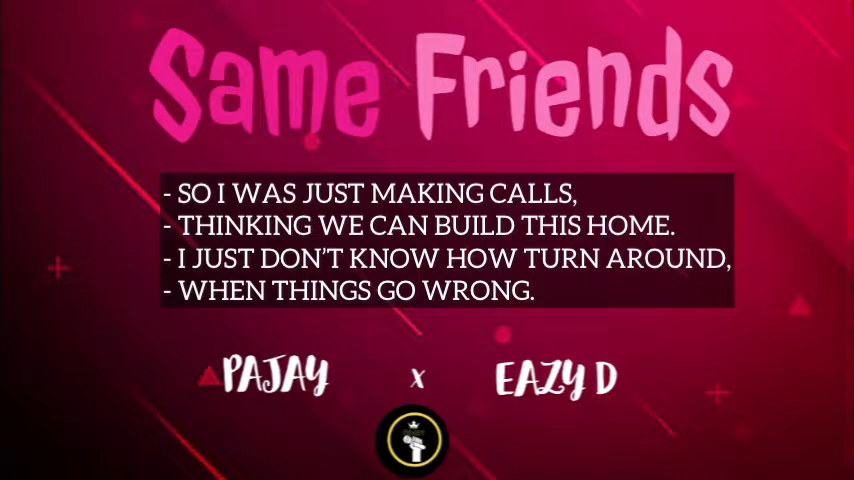 Same Friends
- SO I WAS JUST MAKING CALLS,
- THINKING WE CAN BUILD THIS HOME.
- I JUST DON'T KNOW HOW TURN AROUND,
- WHEN THINGS GO WRONG.
PAJAY x EAZY D